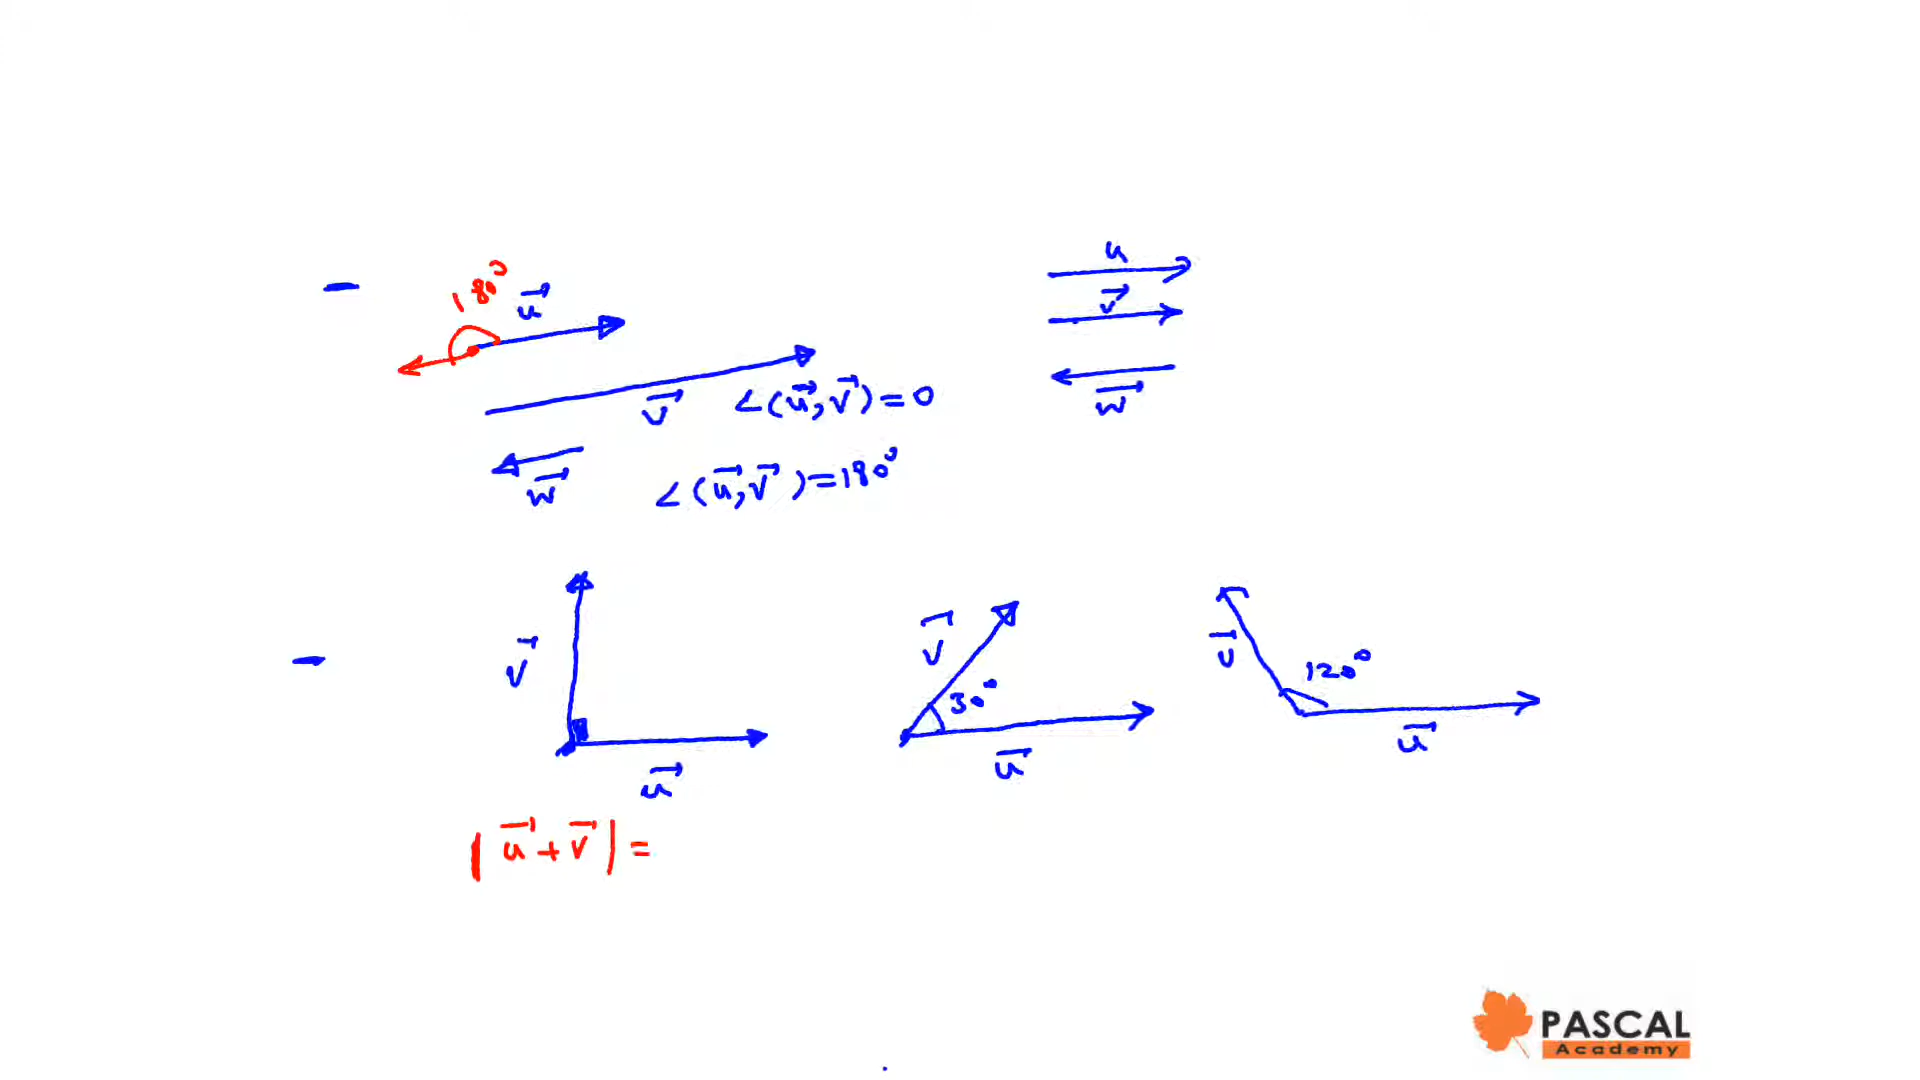 180°
u⃗
v⃗
∠(u⃗,v⃗)=0
w⃗
∠(u⃗,v⃗)=180°
u
v⃗
w⃗
v⃗
u⃗
v⃗
30°
u⃗
v⃗
120°
u⃗
|u⃗+v⃗|=
PASCAL
Academy